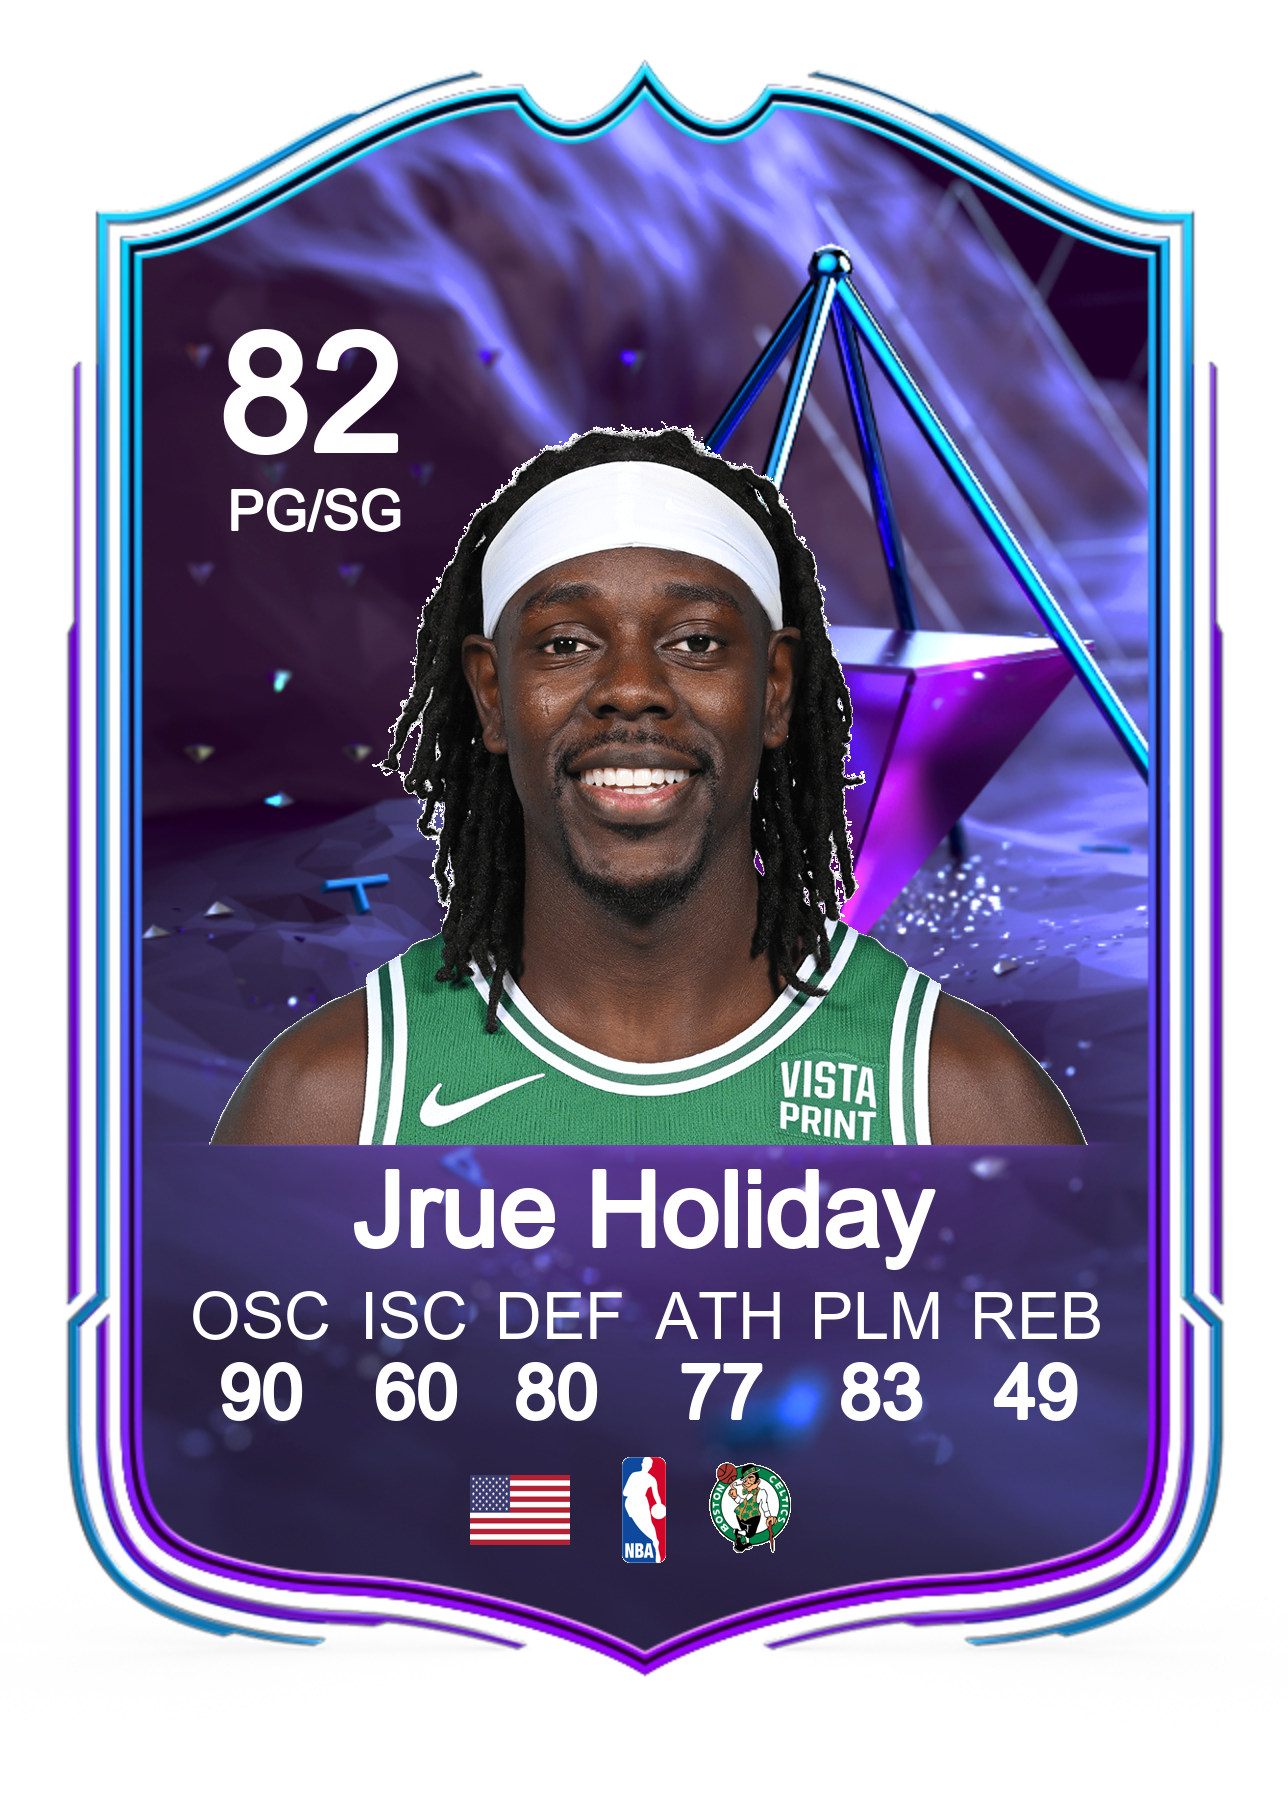 82
PG/SG
VISTA
PRINT
Jrue Holiday
OSC ISC DEF ATH PLM REB
90 60 80 77 83 49
NBA
BOSTON CELTICS